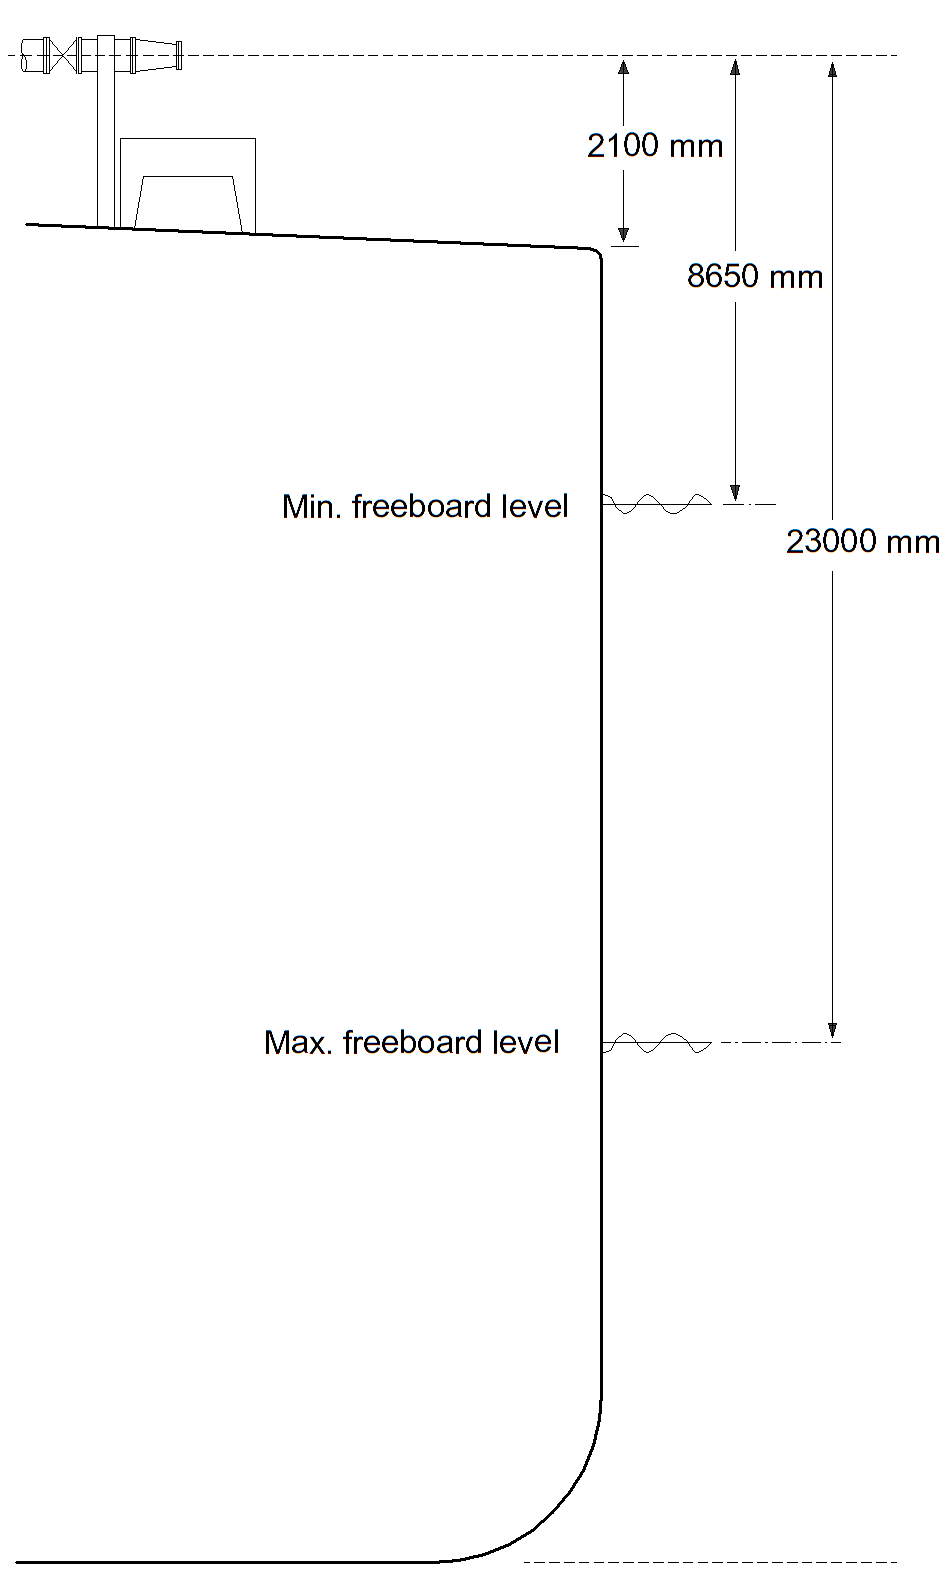 2100 mm
8650 mm
Min. freeboard level
23000 mm
Max. freeboard level